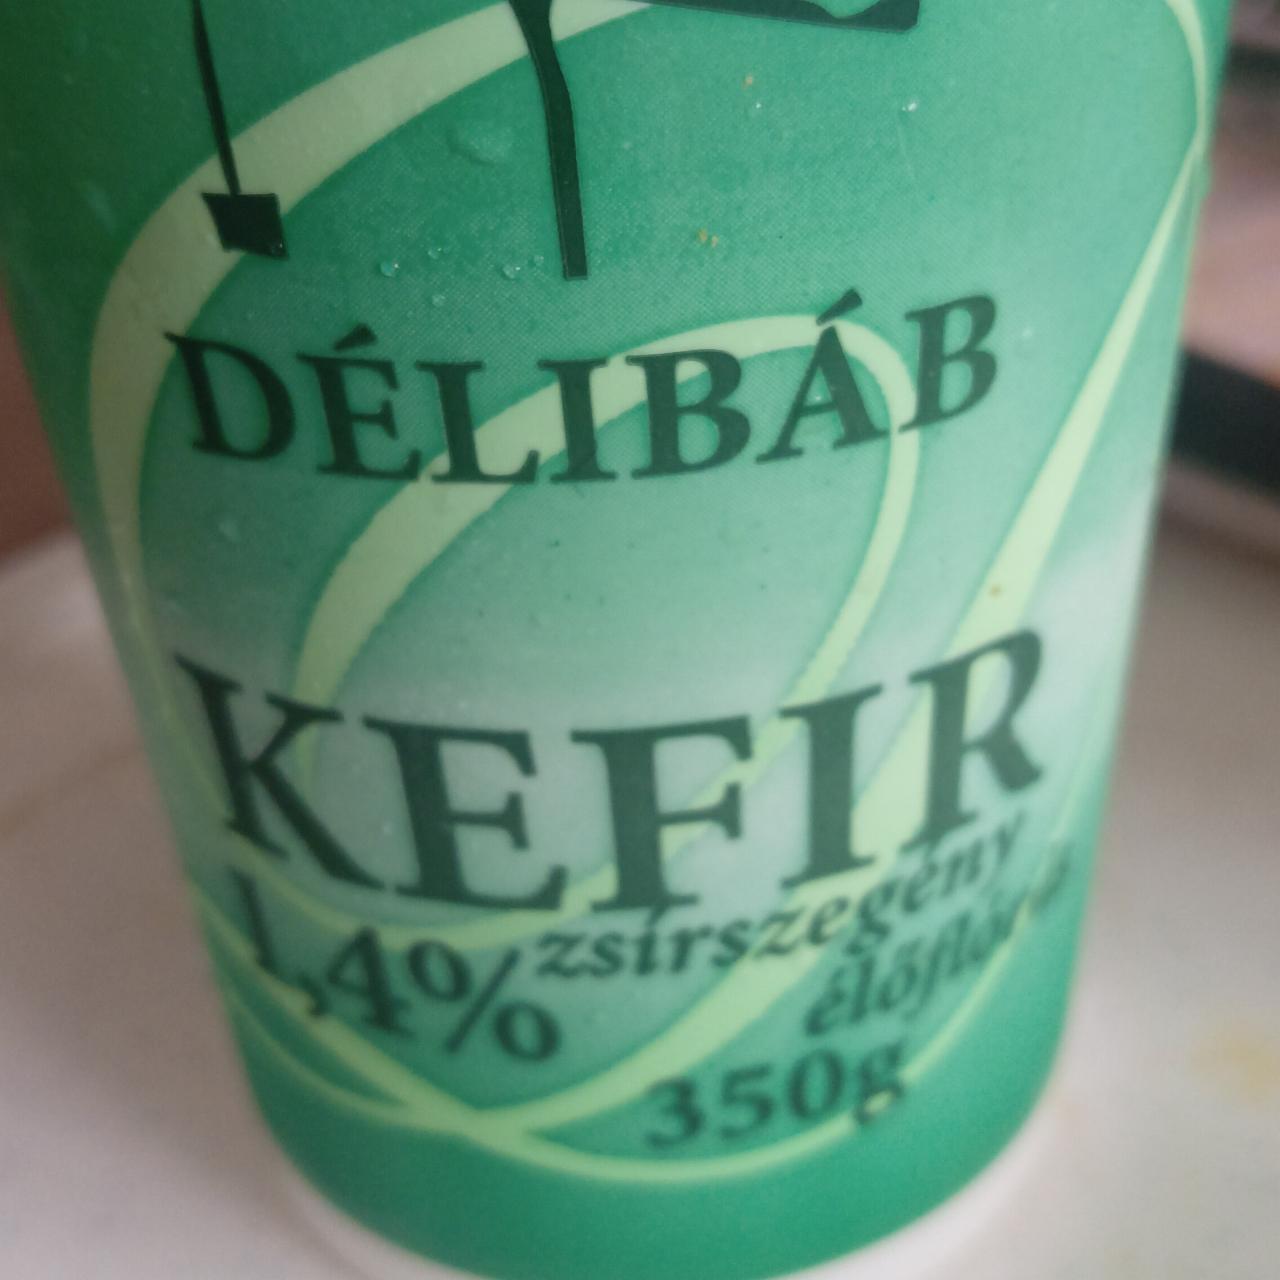 DÉLIBÁB
KEFIR
1,4% zsírszegény
élőflórás
350g